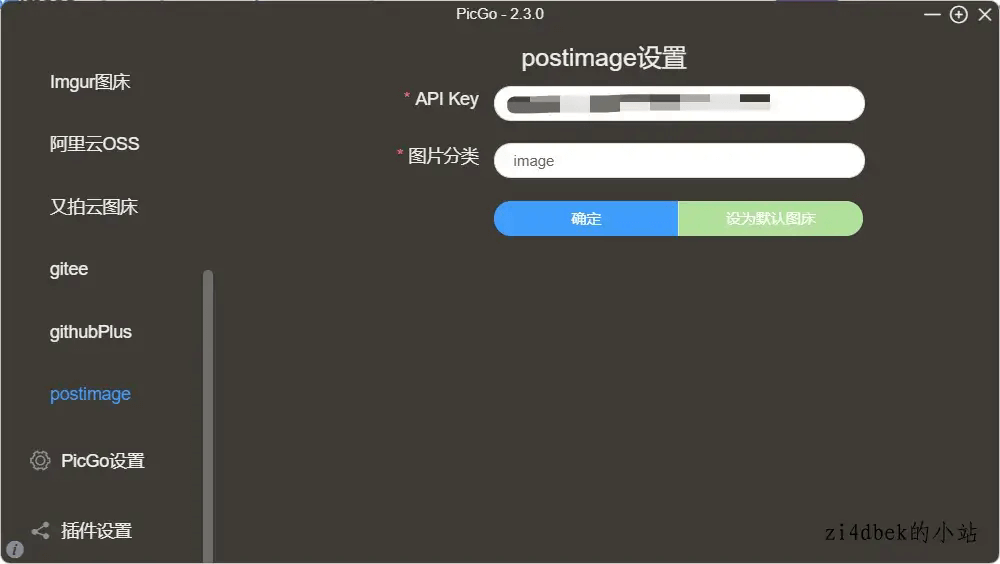 PicGo - 2.3.0
postimage设置
Imgur图床
* API Key
阿里云OSS
* 图片分类
image
又拍云图床
确定
设为默认图床
gitee
githubPlus
postimage
PicGo设置
插件设置
zi4dbek的小站